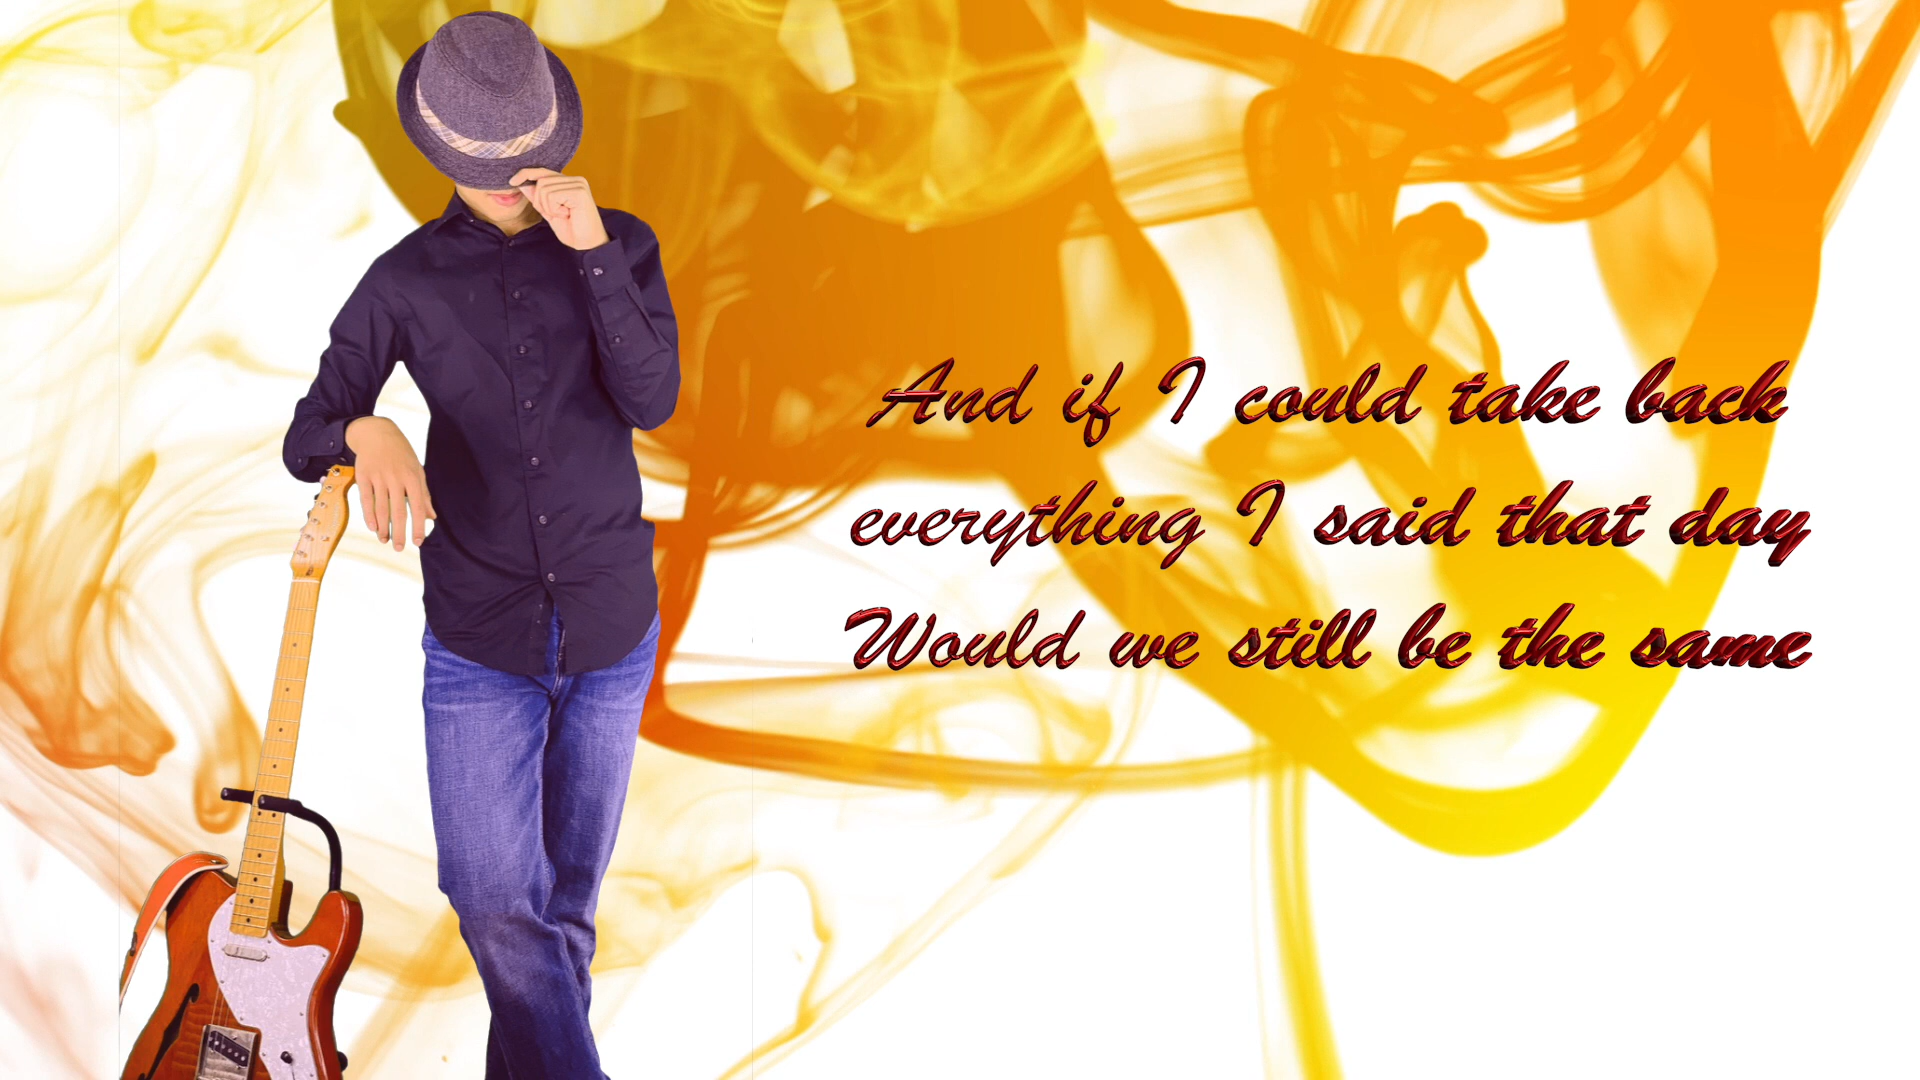 And if I could take back
everything I said that day
Would we still be the same